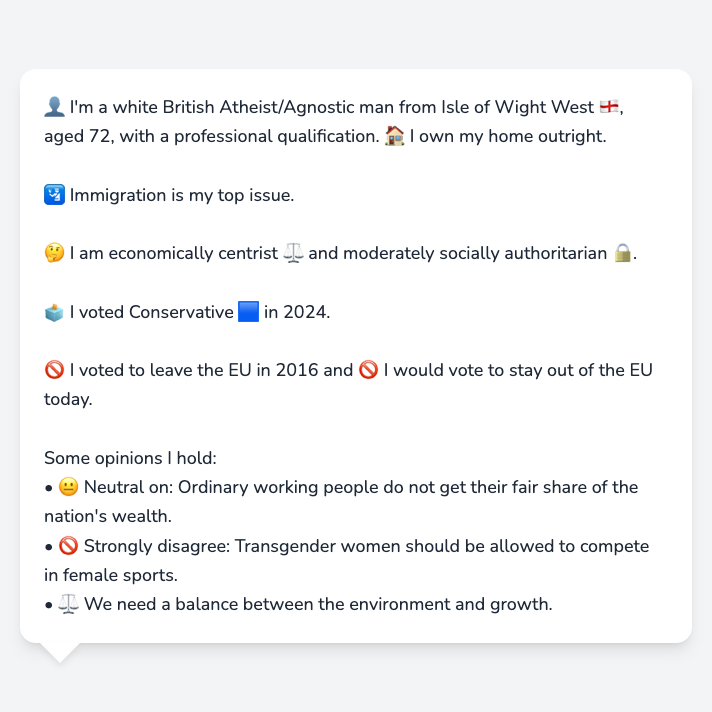 👤 I'm a white British Atheist/Agnostic man from Isle of Wight West 🏴󠁧󠁢󠁥󠁮󠁧󠁿,
aged 72, with a professional qualification. 🏠 I own my home outright.
🛂 Immigration is my top issue.
🤔 I am economically centrist ⚖️ and moderately socially authoritarian 🔒.
🗳️ I voted Conservative 🟦 in 2024.
🚫 I voted to leave the EU in 2016 and 🚫 I would vote to stay out of the EU
today.
Some opinions I hold:
• 😐 Neutral on: Ordinary working people do not get their fair share of the
nation's wealth.
• 🚫 Strongly disagree: Transgender women should be allowed to compete
in female sports.
• ⚖️ We need a balance between the environment and growth.